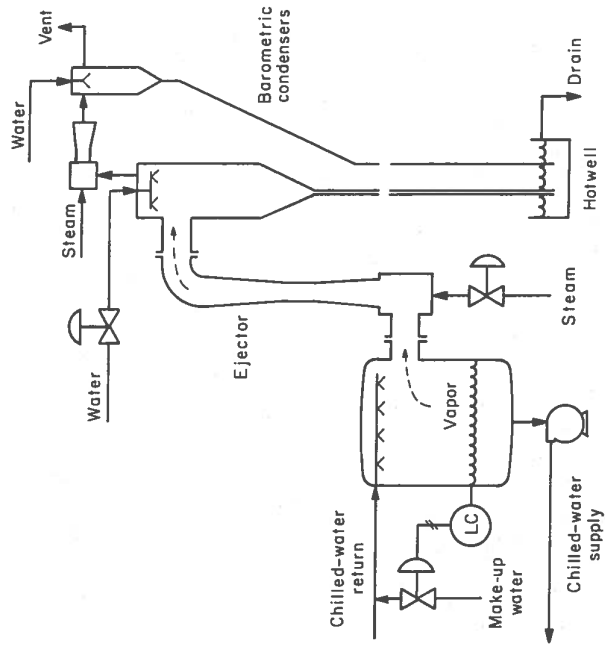 Water
Vent
Steam
Water
Barometric
condensers
Ejector
Drain
Hotwell
Steam
Vapor
LC
Chilled-water
return
Make-up
water
Chilled-water
supply